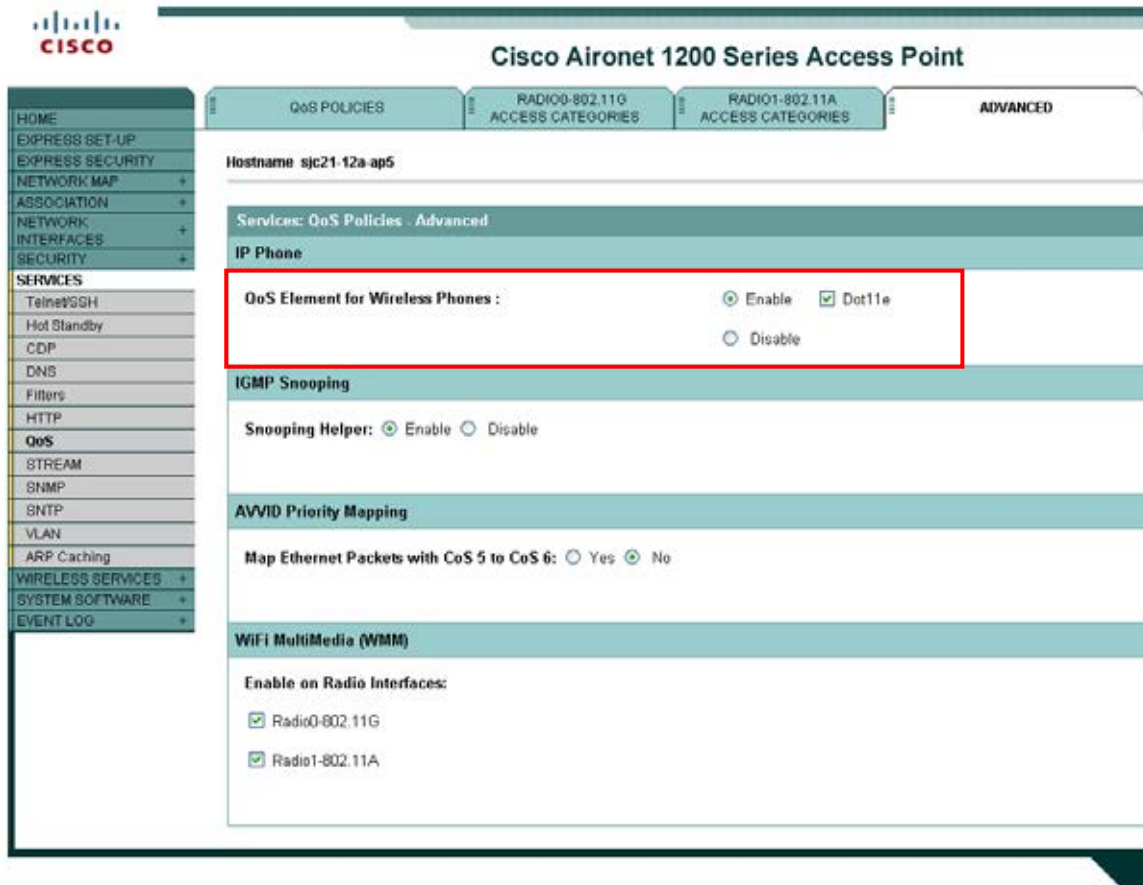 CISCO
Cisco Aironet 1200 Series Access Point
QoS POLICIES
RADIO0-802.11G
ACCESS CATEGORIES
RADIO1-802.11A
ACCESS CATEGORIES
ADVANCED
HOME
EXPRESS SET-UP
EXPRESS SECURITY
NETWORK MAP +
ASSOCIATION +
NETWORK
INTERFACES +
SECURITY +
SERVICES
Telnet/SSH
Hot Standby
CDP
DNS
Filters
HTTP
QoS
STREAM
SNMP
SNTP
VLAN
ARP Caching
WIRELESS SERVICES +
SYSTEM SOFTWARE +
EVENT LOG +
Hostname sjc21-12a-ap5
Services: QoS Policies - Advanced
IP Phone
QoS Element for Wireless Phones :
Enable Dot11e
Disable
IGMP Snooping
Snooping Helper: Enable Disable
AVVID Priority Mapping
Map Ethernet Packets with CoS 5 to CoS 6: Yes No
WiFi MultiMedia (WMM)
Enable on Radio Interfaces:
Radio0-802.11G
Radio1-802.11A